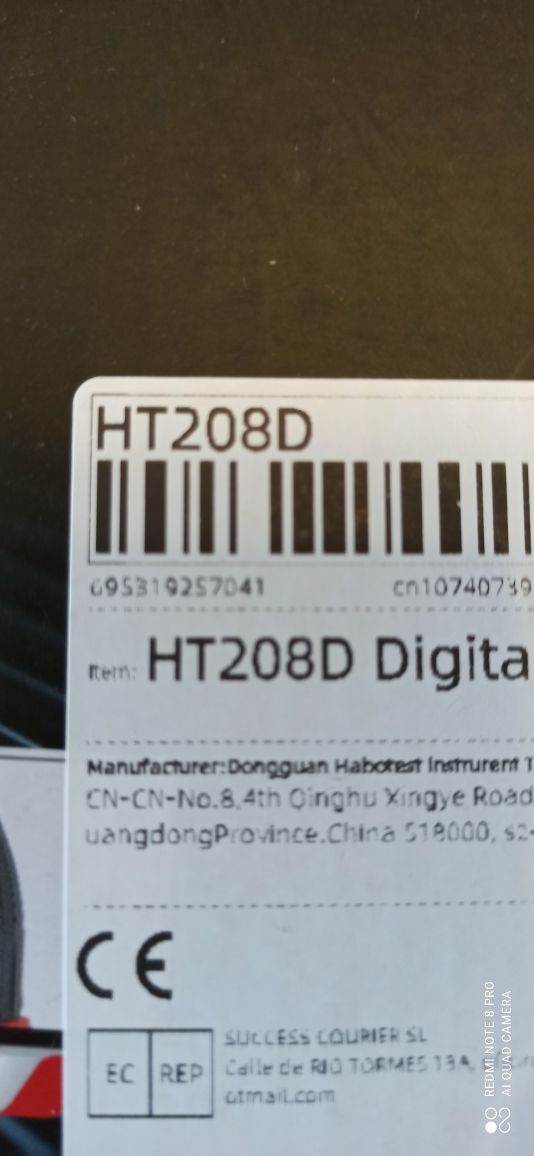 HT208D
695319257041 cn10740739
Item: HT208D Digita
Manufacturer:Dongguan Habotest Instrurent T
CN-CN-No.8,4th Qinghu Xingye Road
uangdongProvince.China 518000, sz-
CE
EC REP
SUCCESS COURIER SL
Calle de RIO TORMES
otmail.com
REDMI NOTE 8 PRO
AI QUAD CAMERA